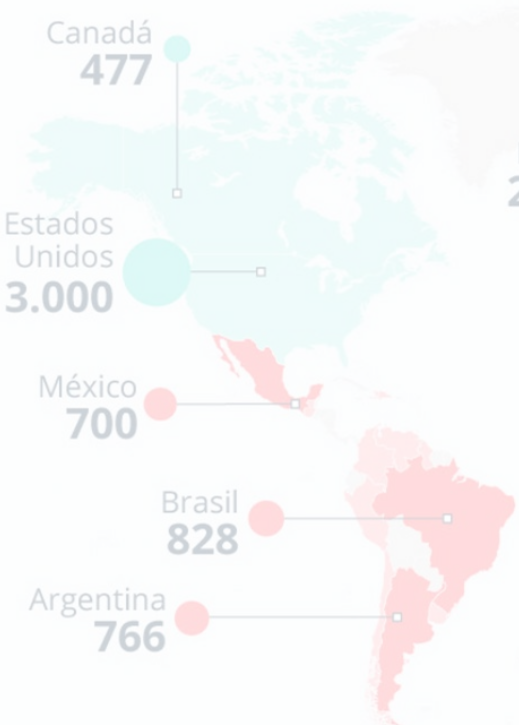 Canadá
477
Estados
Unidos
3.000
México
700
Brasil
828
Argentina
766